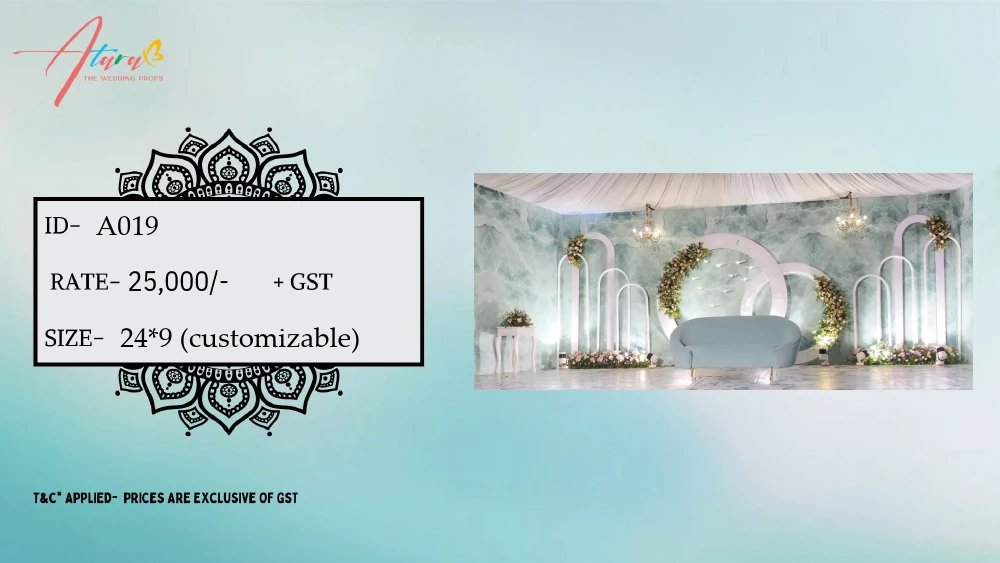 Atara
THE WEDDING PROPS
ID- A019
RATE- 25,000/- + GST
SIZE- 24*9 (customizable)
T&C* APPLIED- PRICES ARE EXCLUSIVE OF GST